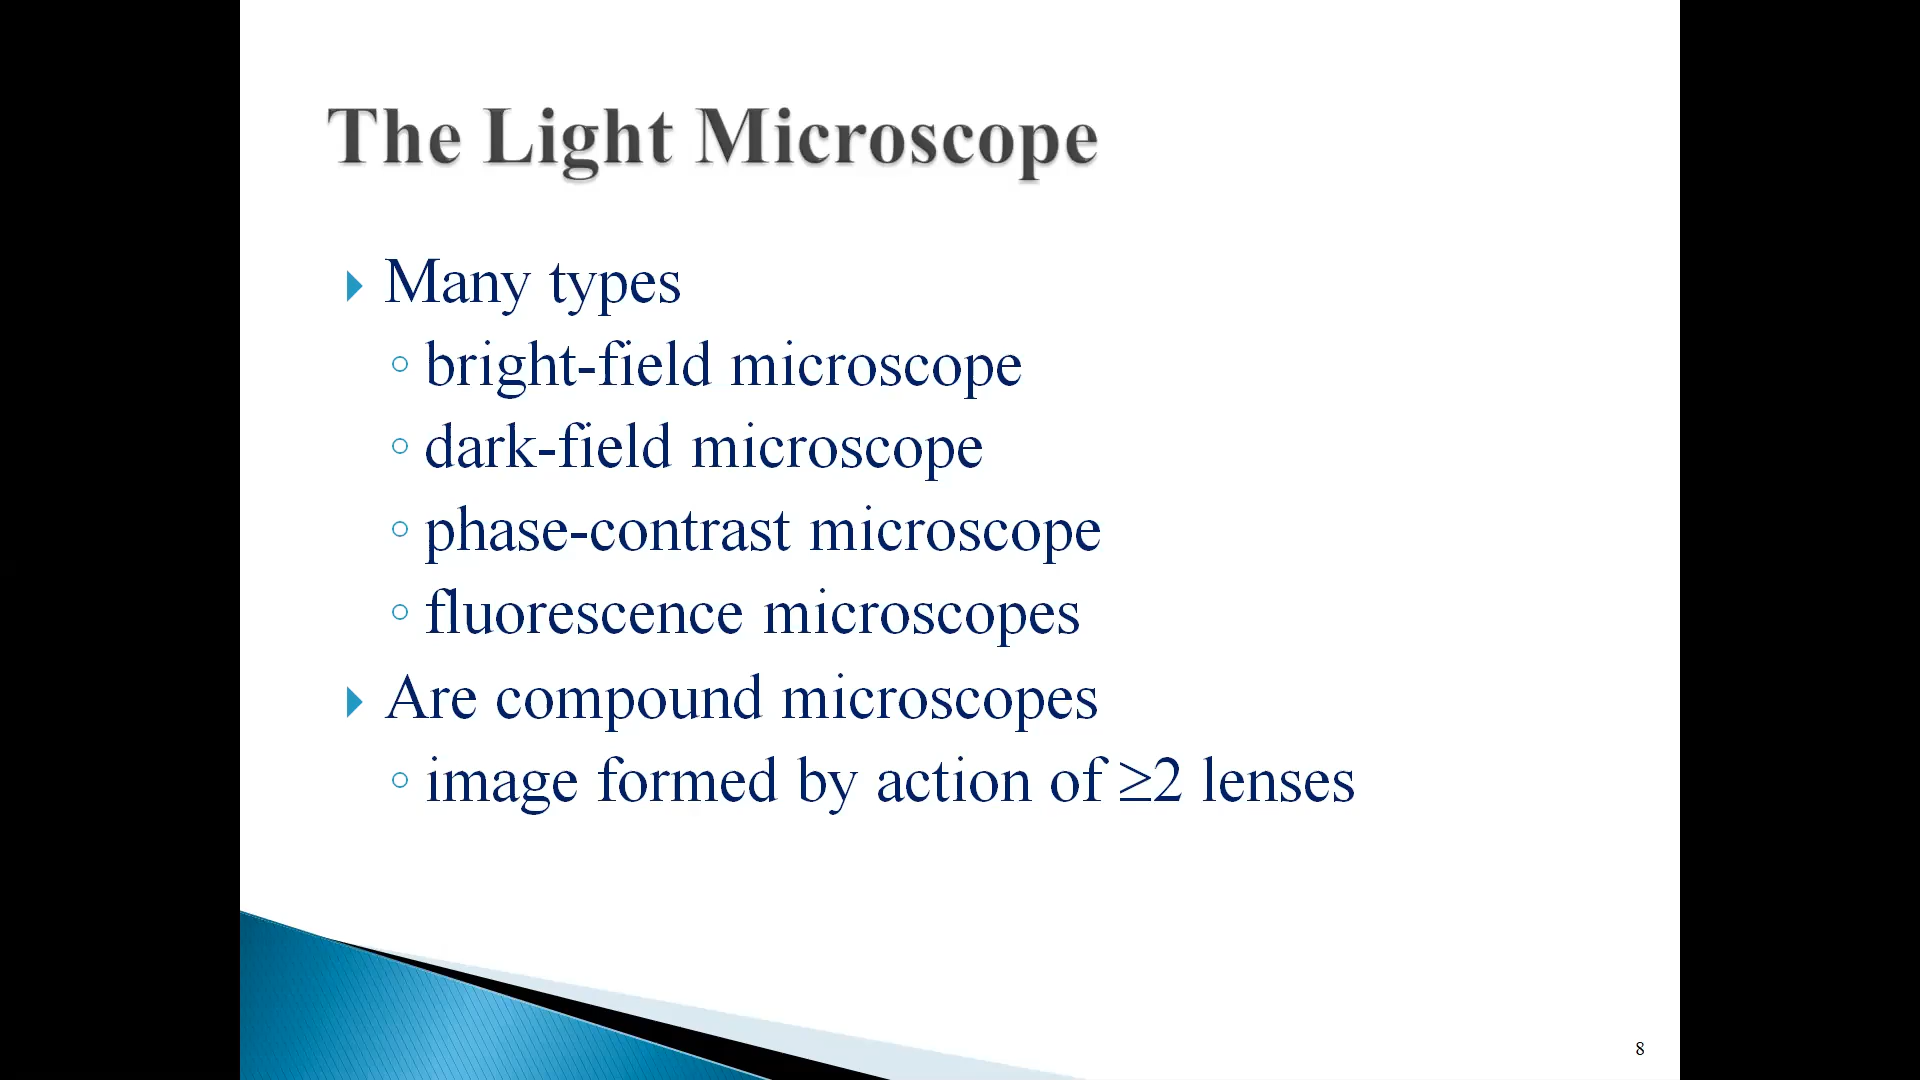 The Light Microscope
Many types
bright-field microscope
dark-field microscope
phase-contrast microscope
fluorescence microscopes
Are compound microscopes
image formed by action of ≥2 lenses
8